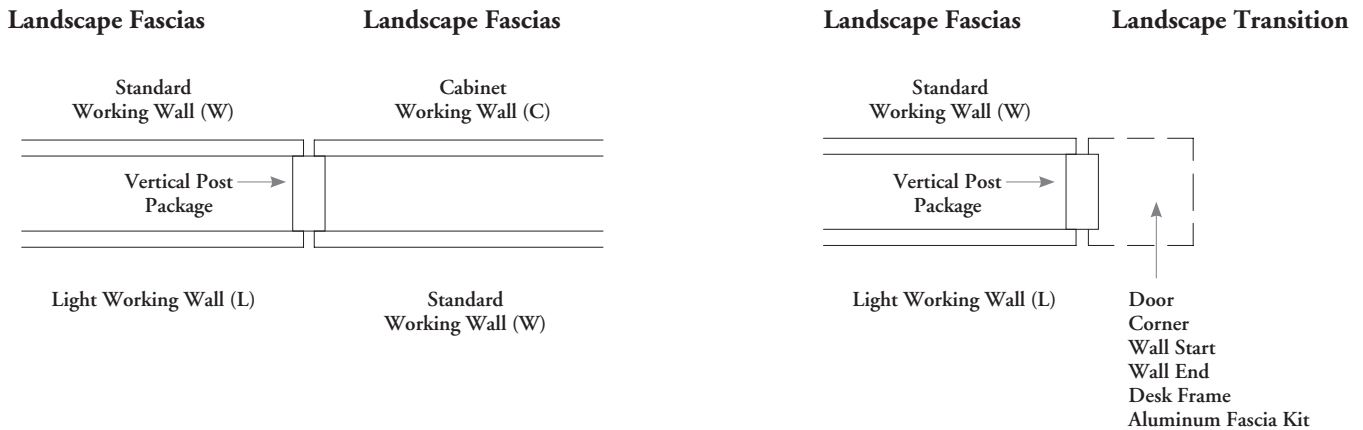 Landscape Fascias
Landscape Fascias
Standard
Working Wall (W)
Cabinet
Working Wall (C)
Vertical Post
Package
Light Working Wall (L)
Standard
Working Wall (W)
Landscape Fascias
Landscape Transition
Standard
Working Wall (W)
Vertical Post
Package
Light Working Wall (L)
Door
Corner
Wall Start
Wall End
Desk Frame
Aluminum Fascia Kit